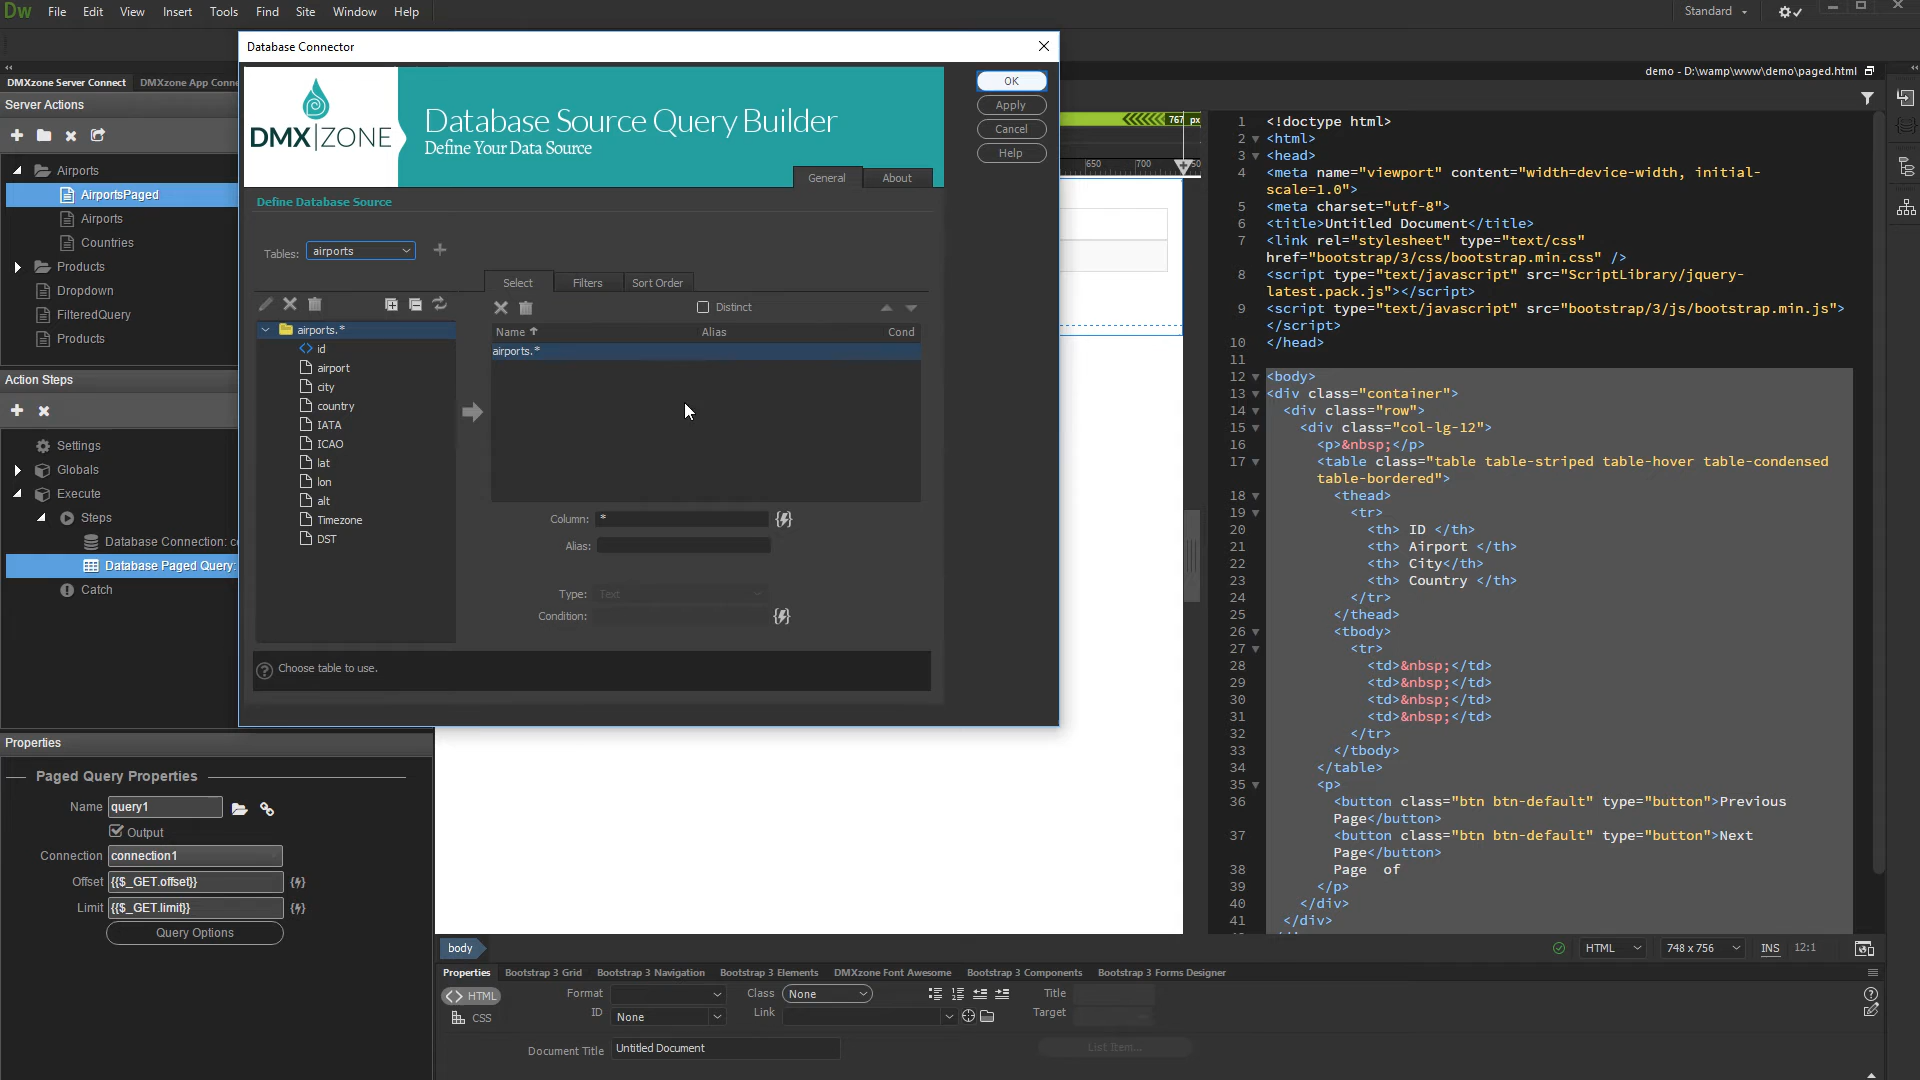 Dw File Edit View Insert Tools Find Site Window Help
Standard
DMXzone Server Connect DMXzone App Conne
Server Actions
Airports
AirportsPaged
Airports
Countries
Products
Dropdown
FilteredQuery
Products
Action Steps
Settings
Globals
Execute
Steps
Database Connection: co
Database Paged Query:
Catch
Properties
Paged Query Properties
Name query1
Output
Connection connection1
Offset {{$_GET.offset}}
Limit {{$_GET.limit}}
Query Options
Database Connector
DMX|ZONE
Database Source Query Builder
Define Your Data Source
General About
OK
Apply
Cancel
Help
Define Database Source
Tables: airports
Select Filters Sort Order
Distinct
Name Alias Cond
airports.*
airports.*
id
airport
city
country
IATA
ICAO
lat
lon
alt
Timezone
DST
Column: *
Alias:
Type: Text
Condition:
Choose table to use.
767 px
650 700
demo - D:\wamp\www\demo\paged.html
1 <!doctype html>
2 <html>
3 <head>
4 <meta name="viewport" content="width=device-width, initial-
scale=1.0">
5 <meta charset="utf-8">
6 <title>Untitled Document</title>
7 <link rel="stylesheet" type="text/css"
href="bootstrap/3/css/bootstrap.min.css" />
8 <script type="text/javascript" src="ScriptLibrary/jquery-
latest.pack.js"></script>
9 <script type="text/javascript" src="bootstrap/3/js/bootstrap.min.js">
</script>
10 </head>
11
12 <body>
13 <div class="container">
14 <div class="row">
15 <div class="col-lg-12">
16 <p>&nbsp;</p>
17 <table class="table table-striped table-hover table-condensed
table-bordered">
18 <thead>
19 <tr>
20 <th> ID </th>
21 <th> Airport </th>
22 <th> City</th>
23 <th> Country </th>
24 </tr>
25 </thead>
26 <tbody>
27 <tr>
28 <td>&nbsp;</td>
29 <td>&nbsp;</td>
30 <td>&nbsp;</td>
31 <td>&nbsp;</td>
32 </tr>
33 </tbody>
34 </table>
35 <p>
36 <button class="btn btn-default" type="button">Previous
Page</button>
37 <button class="btn btn-default" type="button">Next
Page</button>
38 Page of
39 </p>
40 </div>
41 </div>
body
HTML 748 x 756 INS 12:1
Properties Bootstrap 3 Grid Bootstrap 3 Navigation Bootstrap 3 Elements DMXzone Font Awesome Bootstrap 3 Components Bootstrap 3 Forms Designer
HTML Format Class None Title
CSS ID None Link Target
Document Title Untitled Document List Item...